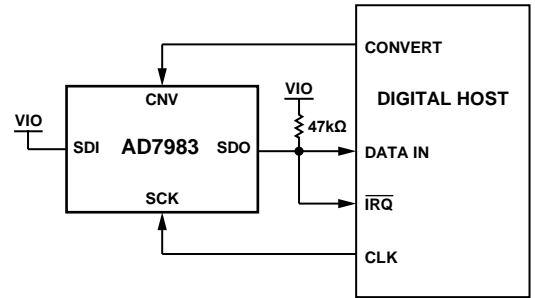 CONVERT
VIO
CNV
DIGITAL HOST
VIO
47kΩ
SDI AD7983 SDO
DATA IN
SCK
IRQ
CLK